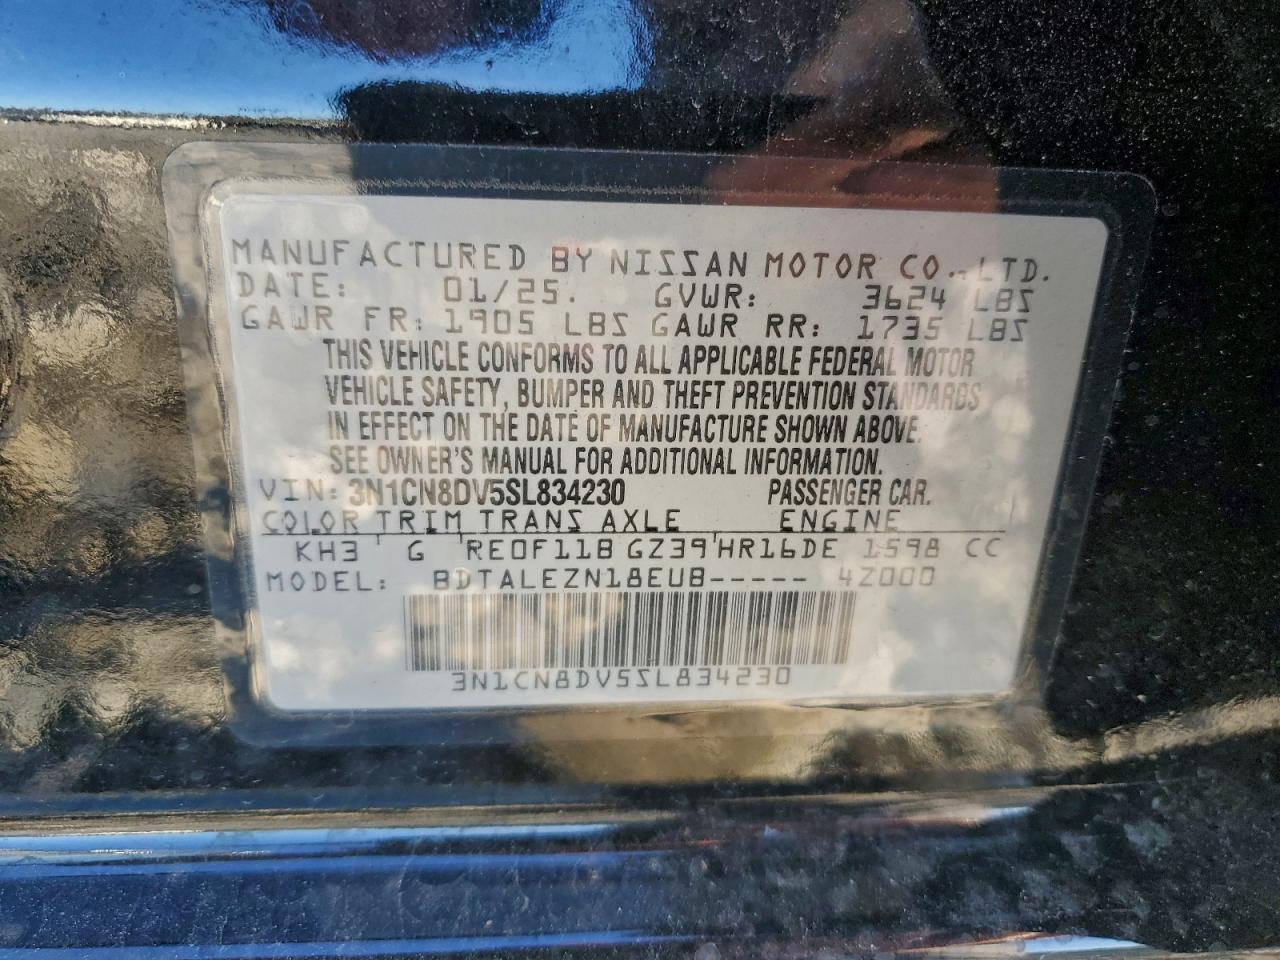 MANUFACTURED BY NISSAN MOTOR CO., LTD.
DATE: 01/25. GVWR: 3624 LBS
GAWR FR: 1905 LBS GAWR RR: 1735 LBS
THIS VEHICLE CONFORMS TO ALL APPLICABLE FEDERAL MOTOR
VEHICLE SAFETY, BUMPER AND THEFT PREVENTION STANDARDS
IN EFFECT ON THE DATE OF MANUFACTURE SHOWN ABOVE.
SEE OWNER'S MANUAL FOR ADDITIONAL INFORMATION.
VIN: 3N1CN8DV5SL834230 PASSENGER CAR.
COLOR TRIM TRANS AXLE ENGINE
KH3 G RE0F11B GZ39 HR16DE 1598 CC
MODEL: BDTALEZN18EUB----- 4Z000
3N1CN8DV5SL834230